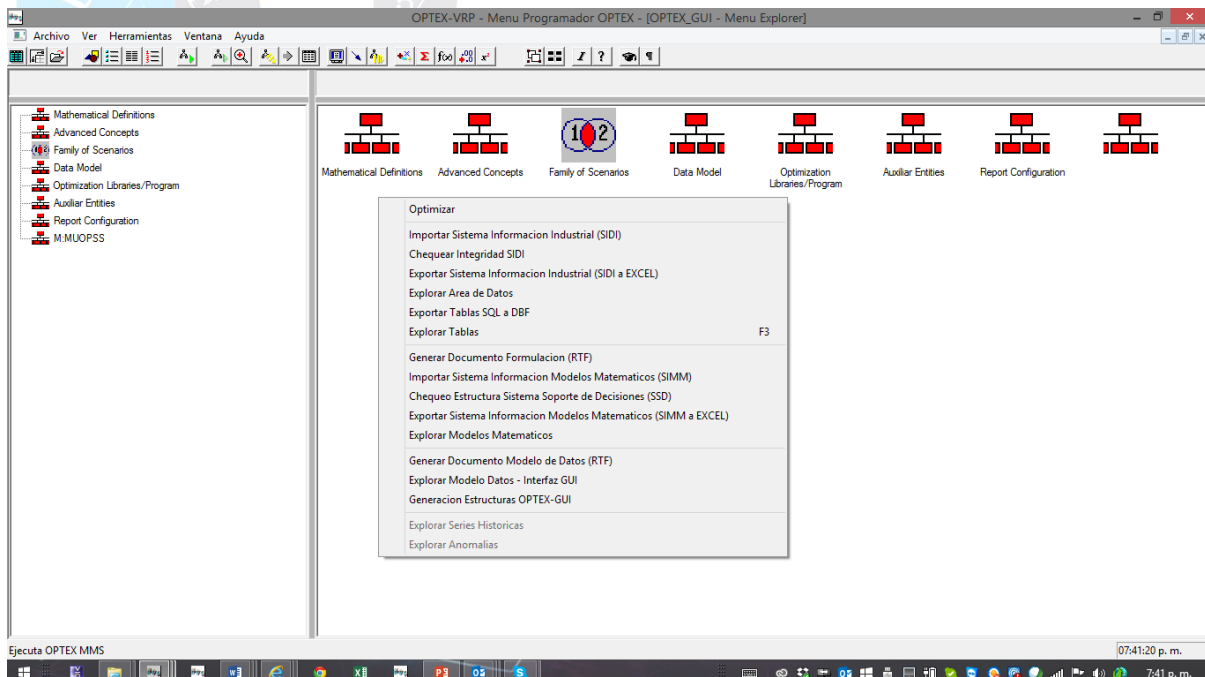 OPTEX-VRP - Menu Programador OPTEX - [OPTEX_GUI - Menu Explorer]
Archivo Ver Herramientas Ventana Ayuda
Mathematical Definitions
Advanced Concepts
Family of Scenarios
Data Model
Optimization Libraries/Program
Auxiliar Entities
Report Configuration
M:MUOPSS
1 2
Mathematical Definitions
Advanced Concepts
Family of Scenarios
Data Model
Optimization
Libraries/Program
Auxiliar Entities
Report Configuration
Optimizar
Importar Sistema Informacion Industrial (SIDI)
Chequear Integridad SIDI
Exportar Sistema Informacion Industrial (SIDI a EXCEL)
Explorar Area de Datos
Exportar Tablas SQL a DBF
Explorar Tablas F3
Generar Documento Formulacion (RTF)
Importar Sistema Informacion Modelos Matematicos (SIMM)
Chequeo Estructura Sistema Soporte de Decisiones (SSD)
Exportar Sistema Informacion Modelos Matematicos (SIMM a EXCEL)
Explorar Modelos Matematicos
Generar Documento Modelo de Datos (RTF)
Explorar Modelo Datos - Interfaz GUI
Generacion Estructuras OPTEX-GUI
Explorar Series Historicas
Explorar Anomalias
Ejecuta OPTEX MMS
07:41:20 p. m.
7:41 p. m.